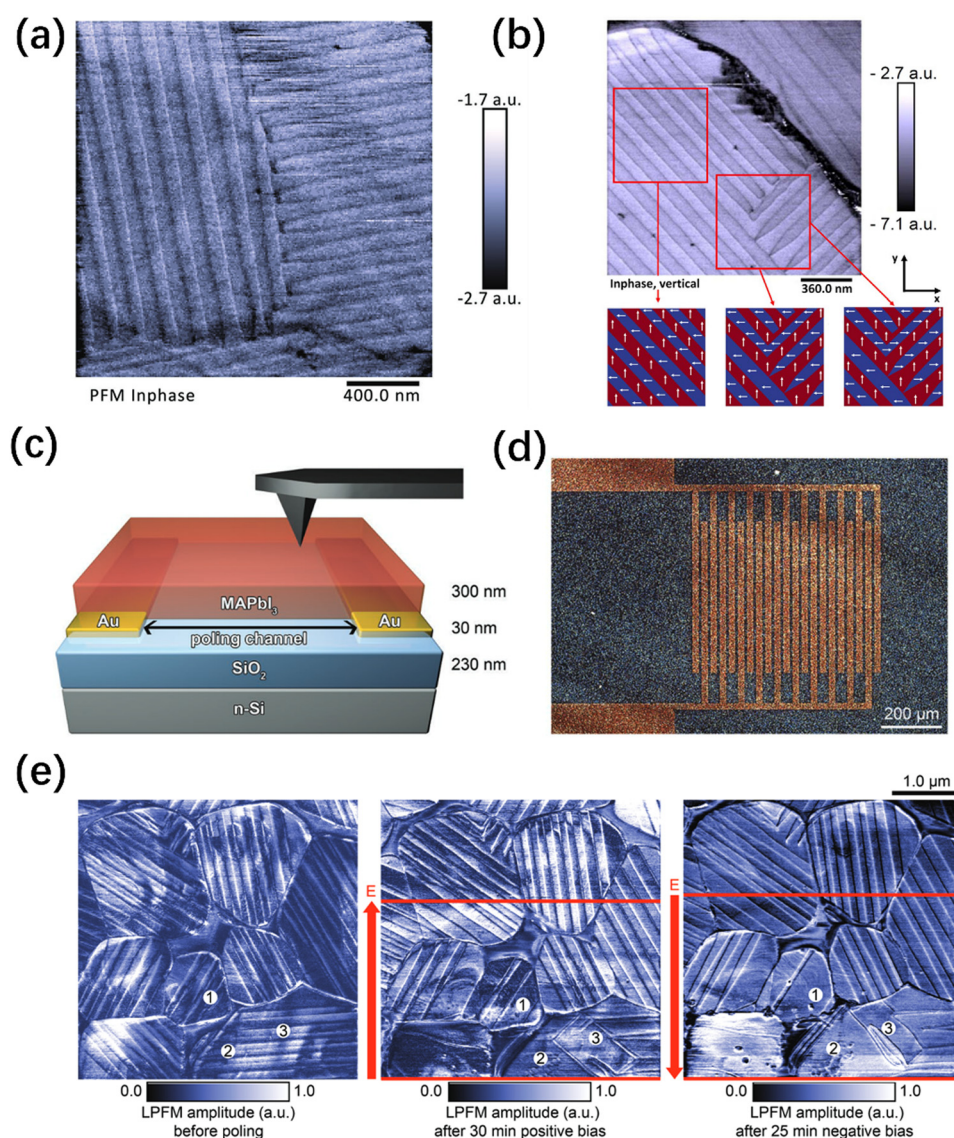 (a)
-1.7 a.u.
-2.7 a.u.
PFM Inphase
400.0 nm
(b)
- 2.7 a.u.
- 7.1 a.u.
Inphase, vertical
360.0 nm
y
x
(c)
MAPbI3
300 nm
Au
Au
30 nm
poling channel
SiO2
230 nm
n-Si
(d)
200 µm
(e)
1.0 µm
E
E
1
2
3
1
2
3
1
2
3
0.0
1.0
LPFM amplitude (a.u.)
before poling
0.0
1.0
LPFM amplitude (a.u.)
after 30 min positive bias
0.0
1.0
LPFM amplitude (a.u.)
after 25 min negative bias